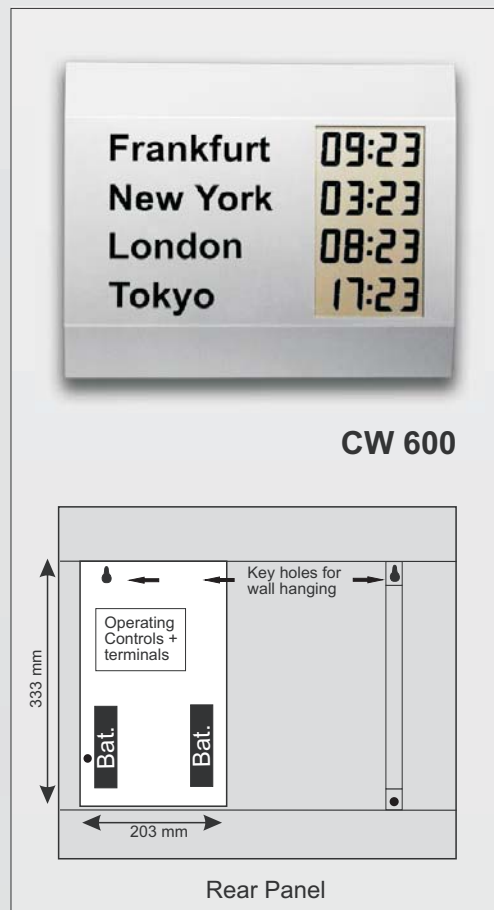 Frankfurt 09:23
New York 03:23
London 08:23
Tokyo 17:23
CW 600
Key holes for
wall hanging
Operating
Controls +
terminals
333 mm
Bat. Bat.
203 mm
Rear Panel